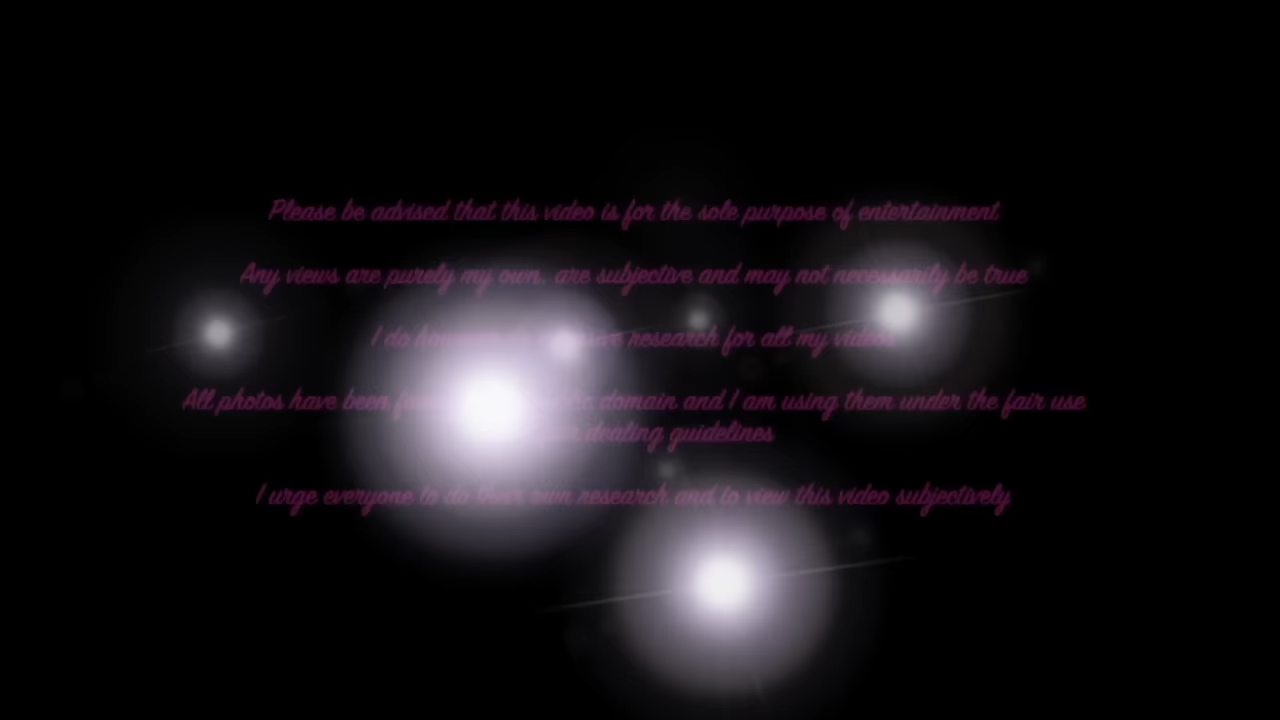 Please be advised that this video is for the sole purpose of entertainment
Any views are purely my own. are subjective and may not necessarily be true
I do research for all my videos
All photos have been domain and I am using them under the fair use
dealing guidelines
I urge everyone to do their own research and to view this video subjectively